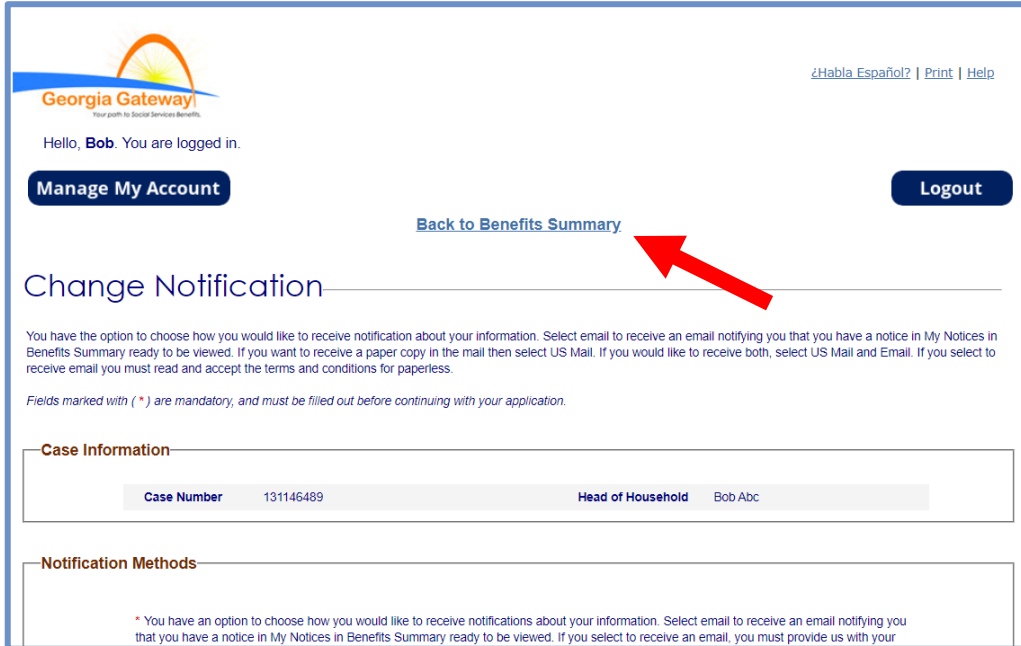 Georgia Gateway
Your path to Social Services Benefits.
¿Habla Español? | Print | Help
Hello, Bob. You are logged in.
Manage My Account
Logout
Back to Benefits Summary
Change Notification
You have the option to choose how you would like to receive notification about your information. Select email to receive an email notifying you that you have a notice in My Notices in
Benefits Summary ready to be viewed. If you want to receive a paper copy in the mail then select US Mail. If you would like to receive both, select US Mail and Email. If you select to
receive email you must read and accept the terms and conditions for paperless.
Fields marked with ( * ) are mandatory, and must be filled out before continuing with your application.
Case Information
Case Number 131146489 Head of Household Bob Abc
Notification Methods
* You have an option to choose how you would like to receive notifications about your information. Select email to receive an email notifying you
that you have a notice in My Notices in Benefits Summary ready to be viewed. If you select to receive an email, you must provide us with your